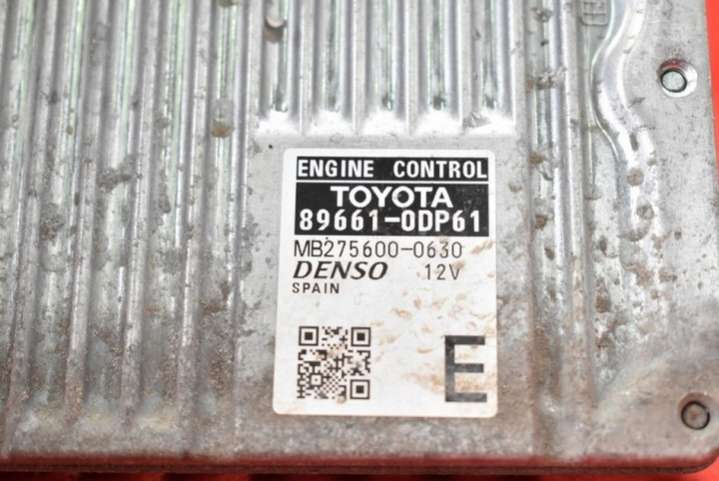 ENGINE CONTROL
TOYOTA
89661-0DP61
MB275600-0630
DENSO 12V
SPAIN
E